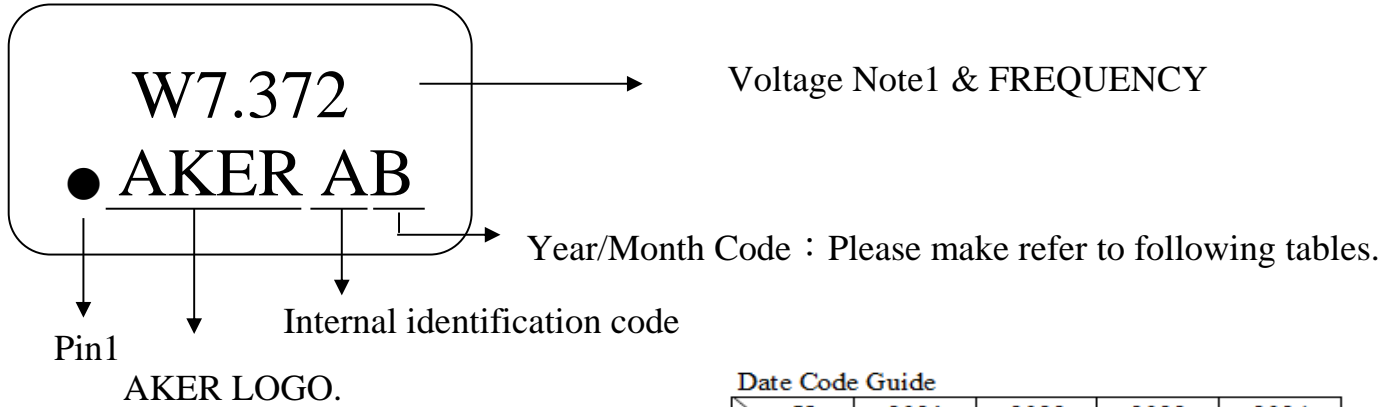 W7.372
AKER AB
Voltage Note1 & FREQUENCY
Year/Month Code：Please make refer to following tables.
Internal identification code
Pin1
AKER LOGO.
Date Code Guide